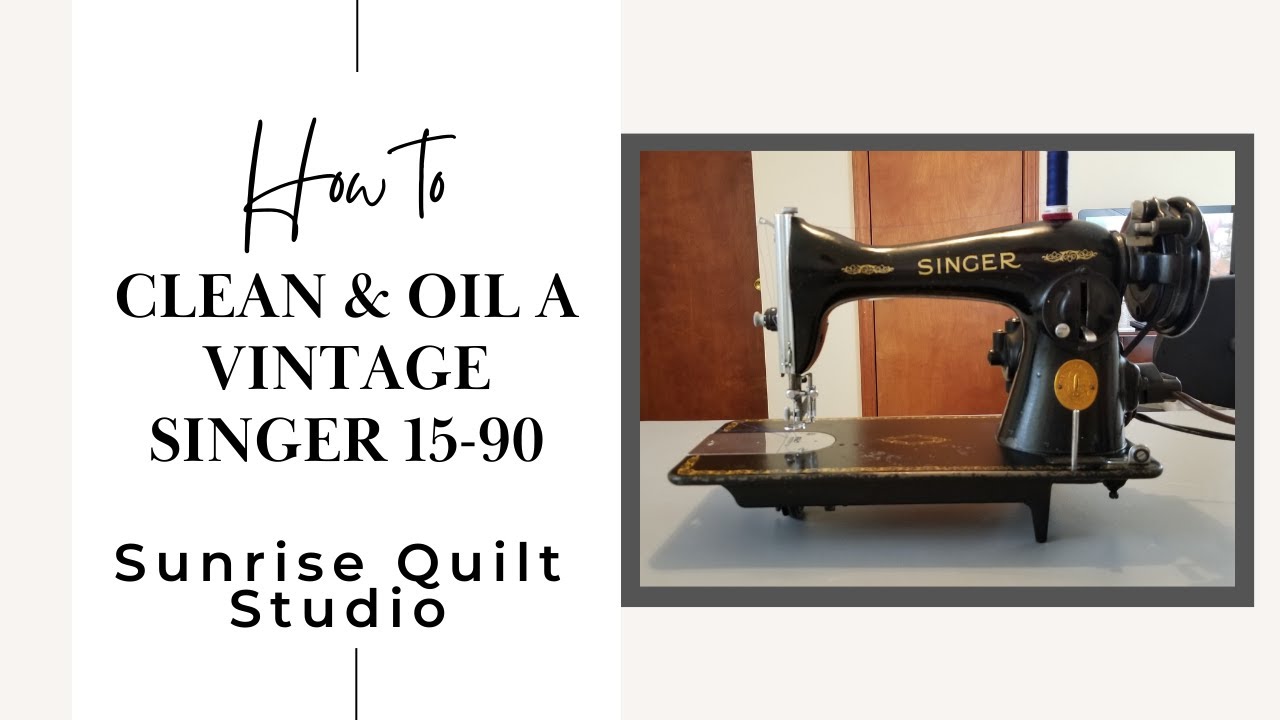 How To
CLEAN & OIL A
VINTAGE
SINGER 15-90
Sunrise Quilt
Studio
SINGER